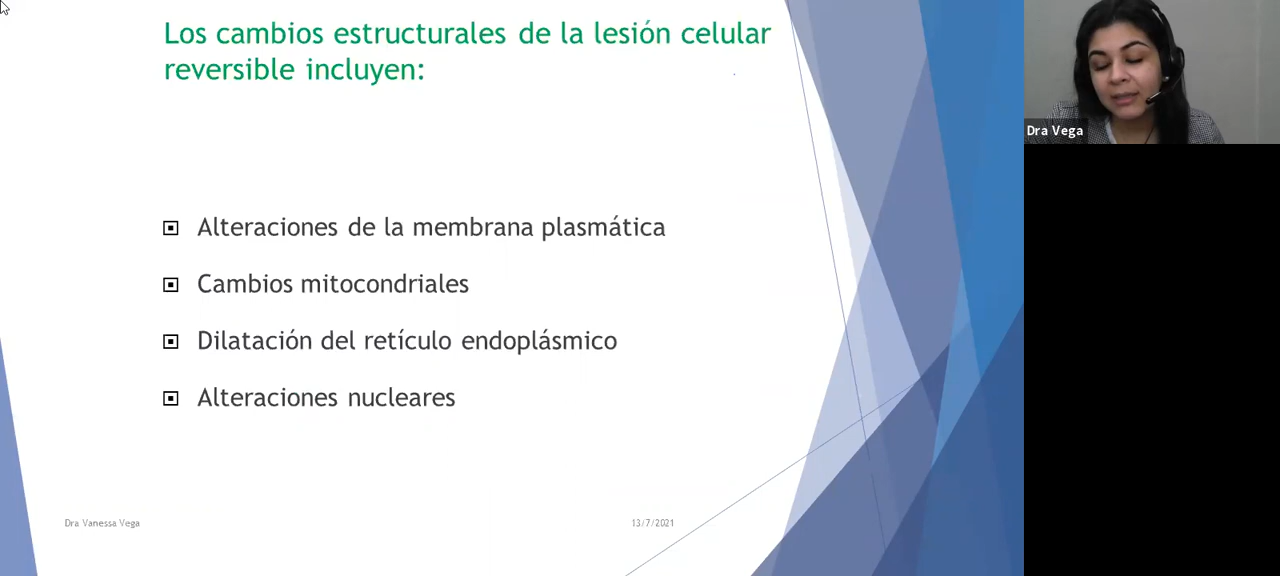 Los cambios estructurales de la lesión celular
reversible incluyen:
Alteraciones de la membrana plasmática
Cambios mitocondriales
Dilatación del retículo endoplásmico
Alteraciones nucleares
Dra Vanessa Vega
13/7/2021
Dra Vega